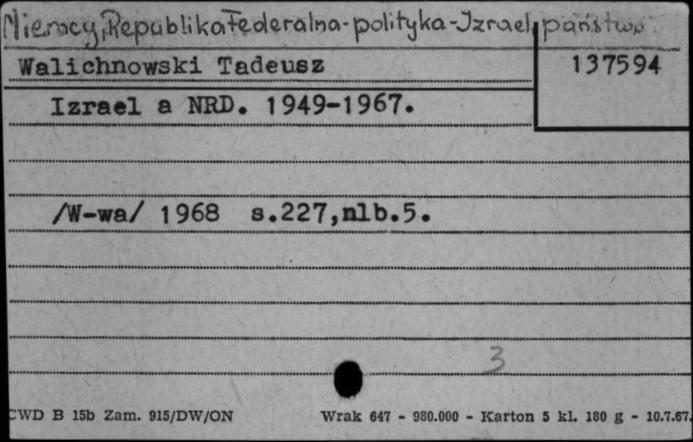 Niemcy, Republika Federalna - polityka - Izrael, państwo
Walichnowski Tadeusz
137594
Izrael a NRD. 1949-1967.
/W-wa/ 1968 s.227,nlb.5.
3
CWD B 15b Zam. 915/DW/ON
Wrak 647 - 980.000 - Karton 5 kl. 180 g - 10.7.67.